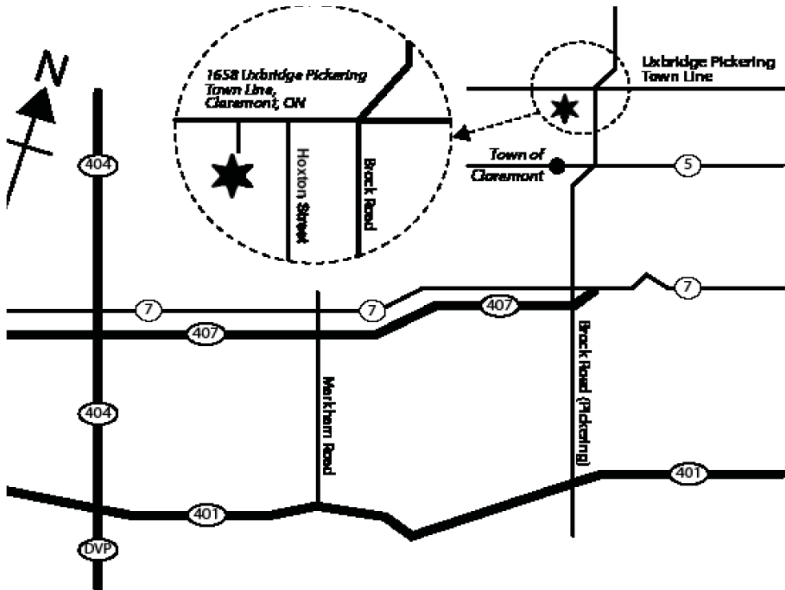 N
1658 Uxbridge Pickering
Town Line,
Claremont, ON
Uxbridge Pickering
Town Line
404
Hoxton Street
Brock Road
Town of
Claremont
5
7
7
407
407
7
404
Markham Road
Brock Road (Pickering)
401
401
DVP